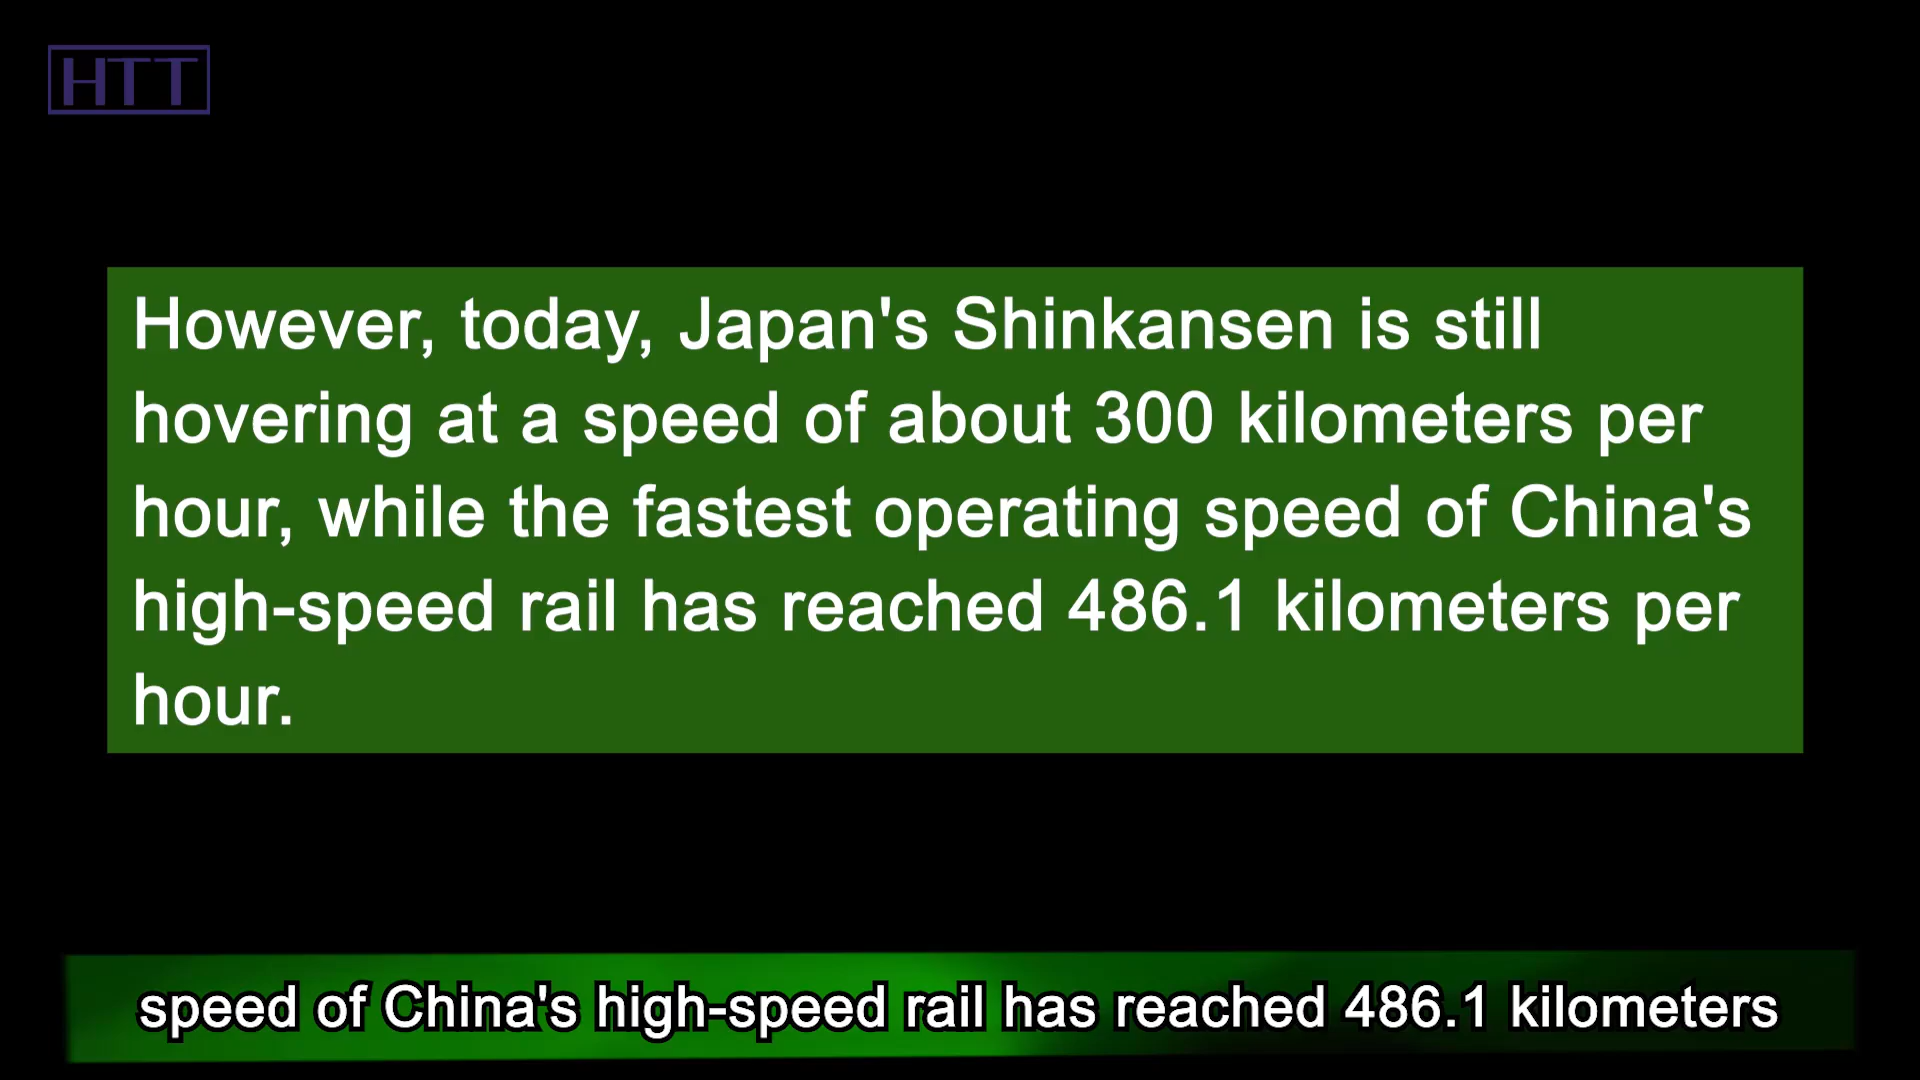 HTT
However, today, Japan's Shinkansen is still
hovering at a speed of about 300 kilometers per
hour, while the fastest operating speed of China's
high-speed rail has reached 486.1 kilometers per
hour.
speed of China's high-speed rail has reached 486.1 kilometers